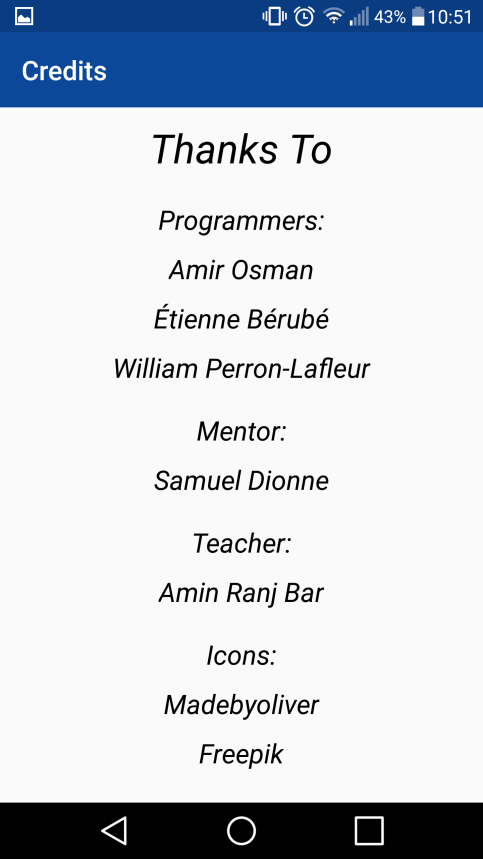 43% 10:51
Credits
Thanks To
Programmers:
Amir Osman
Étienne Bérubé
William Perron-Lafleur
Mentor:
Samuel Dionne
Teacher:
Amin Ranj Bar
Icons:
Madebyoliver
Freepik